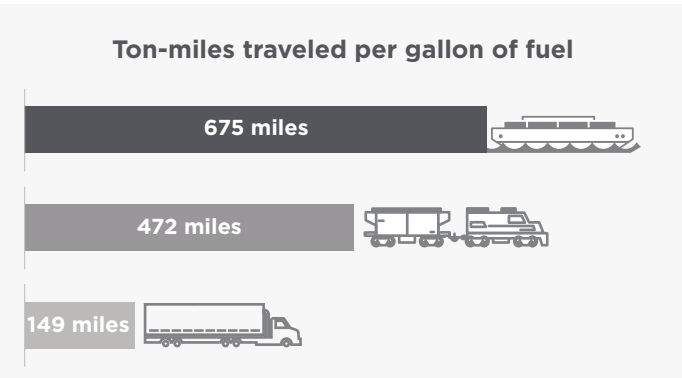 Ton-miles traveled per gallon of fuel
675 miles
472 miles
149 miles